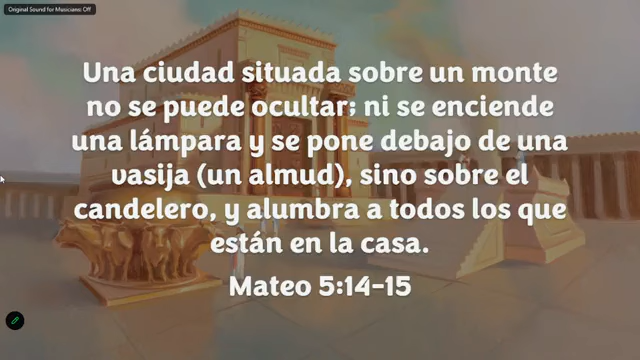 Original Sound for Musicians: Off
Una ciudad situada sobre un monte
no se puede ocultar; ni se enciende
una lámpara y se pone debajo de una
vasija (un almud), sino sobre el
candelero, y alumbra a todos los que
están en la casa.
Mateo 5:14-15